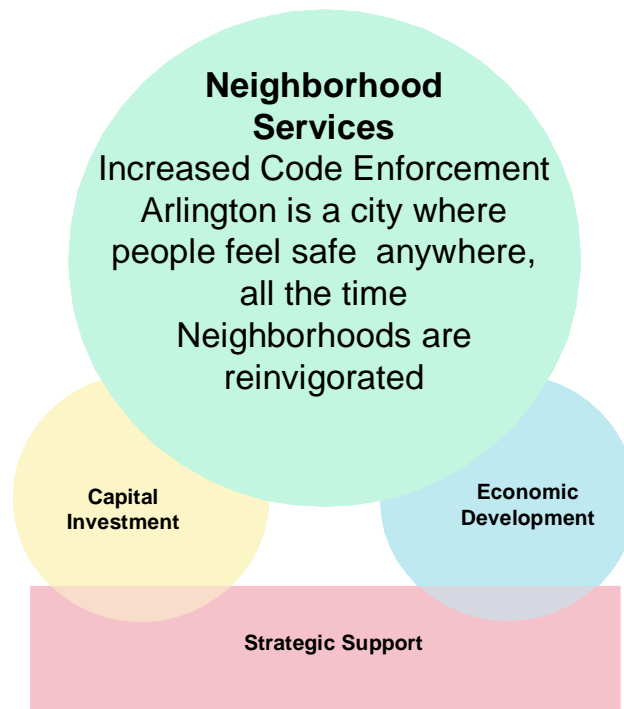 Neighborhood
Services
Increased Code Enforcement
Arlington is a city where
people feel safe  anywhere,
all the time
Neighborhoods are
reinvigorated
Capital
Investment
Economic
Development
Strategic Support